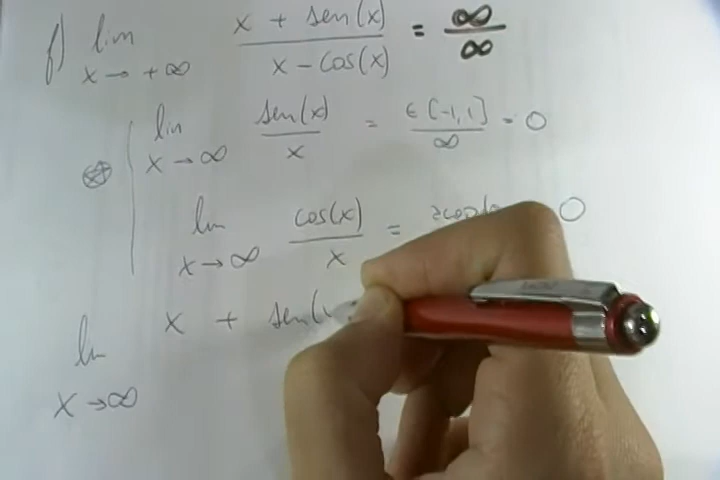 f) lim x → +∞ x + sen(x) / x - cos(x) = ∞ / ∞
lim x → ∞ sen(x) / x = ∈ [-1, 1] / ∞ = 0
lim x → ∞ cos(x) / x = 0
lim x → ∞ x + sen(